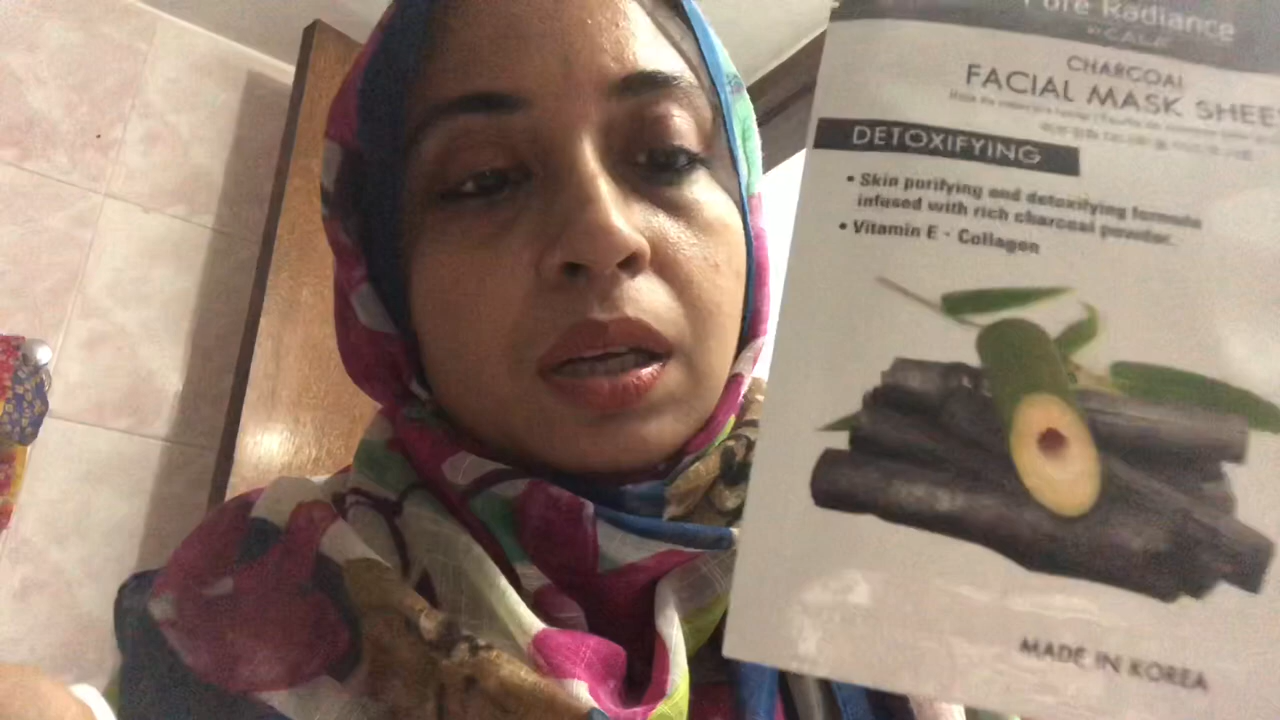 Pure Radiance
CHARCOAL
FACIAL MASK SHEE
DETOXIFYING
• Skin purifying and detoxifying formula
infused with rich charcoal powder.
• Vitamin E - Collagen
MADE IN KOREA